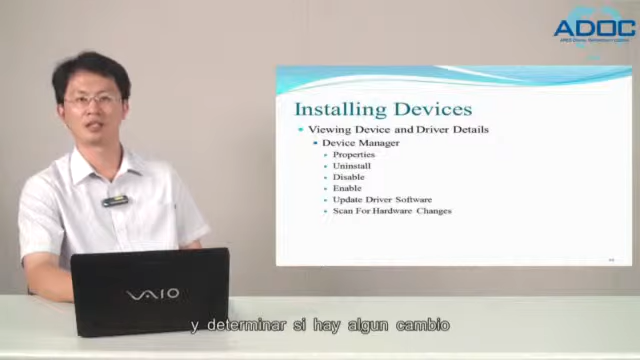 ADOC
Installing Devices
Viewing Device and Driver Details
Device Manager
Properties
Uninstall
Disable
Enable
Update Driver Software
Scan For Hardware Changes
VAIO
y determinar si hay algun cambio